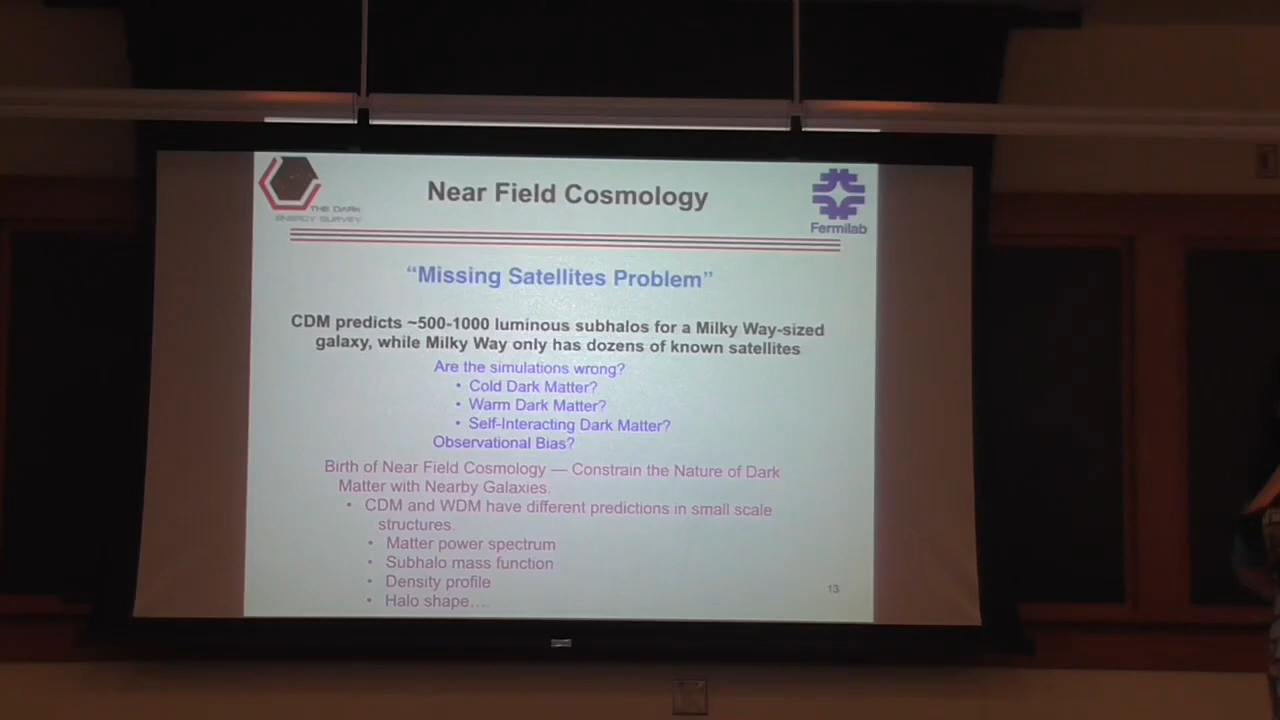 THE DARK
ENERGY SURVEY
Near Field Cosmology
Fermilab
“Missing Satellites Problem”
CDM predicts ~500-1000 luminous subhalos for a Milky Way-sized
galaxy, while Milky Way only has dozens of known satellites
Are the simulations wrong?
• Cold Dark Matter?
• Warm Dark Matter?
• Self-Interacting Dark Matter?
Observational Bias?
Birth of Near Field Cosmology — Constrain the Nature of Dark
Matter with Nearby Galaxies.
• CDM and WDM have different predictions in small scale
structures.
• Matter power spectrum
• Subhalo mass function
• Density profile
• Halo shape....
13